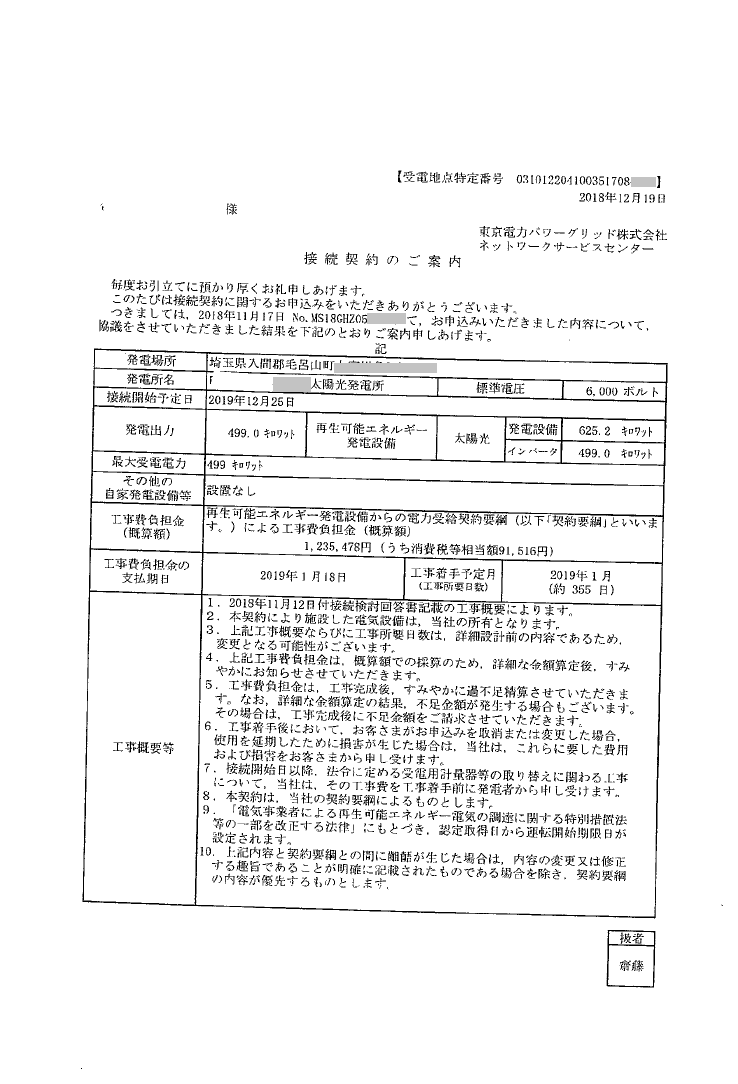 【受電地点特定番号 031012204100351708 】
2018年12月19日
様
東京電力パワーグリッド株式会社
ネットワークサービスセンター
接続契約のご案内
毎度お引立てに預かり厚くお礼申しあげます。
このたびは接続契約に関するお申込みをいただきありがとうございます。
つきましては，2018年11月17日 No.MS18GHZ05 て，お申込みいただきました内容について，
協議をさせていただきました結果を下記のとおりご案内申しあげます。
記
発電場所 埼玉県入間郡毛呂山町
発電所名 太陽光発電所 標準電圧 6,000 ボルト
接続開始予定日 2019年12月25日
発電出力 499.0 キロワット 再生可能エネルギー発電設備 太陽光 発電設備 625.2 キロワット
インバータ 499.0 キロワット
最大受電電力 499 キロワット
その他の
自家発電設備等 設置なし
工事費負担金
（概算額） 再生可能エネルギー発電設備からの電力受給契約要綱（以下「契約要綱」といいま
す。）による工事費負担金（概算額）
1,235,478円（うち消費税等相当額91,516円）
工事費負担金の
支払期日 2019年1月18日 工事着手予定月
（工事所要日数） 2019年1月
（約 355 日）
工事概要等
1．2018年11月12日付接続検討回答書記載の工事概要によります。
2．本契約により施設した電気設備は，当社の所有となります。
3．上記工事概要ならびに工事所要日数は，詳細設計前の内容であるため，
変更となる可能性がございます。
4．上記工事費負担金は，概算額での採算のため，詳細な金額算定後，すみ
やかにお知らせさせていただきます。
5．工事費負担金は，工事完成後，すみやかに過不足精算させていただきま
す。なお，詳細な金額算定の結果，不足金額が発生する場合もございます。
その場合は，工事完成後に不足金額をご請求させていただきます。
6．工事着手後において，お客さまがお申込みを取消または変更した場合，
使用を延期したために損害が生じた場合は，当社は，これらに要した費用
および損害をお客さまから申し受けます。
7．接続開始日以降，法令に定める受電用計量器等の取り替えに関わる工事
について，当社は，その工事費を工事着手前に発電者から申し受けます。
8．本契約は，当社の契約要綱によるものとします。
9．「電気事業者による再生可能エネルギー電気の調達に関する特別措置法
等の一部を改正する法律」にもとづき，認定取得日から運転開始期限日が
設定されます。
10．上記内容と契約要綱との間に齟齬が生じた場合は，内容の変更又は修正
する趣旨であることが明確に記載されたものである場合を除き，契約要綱
の内容が優先するものとします．
扱者
齋藤